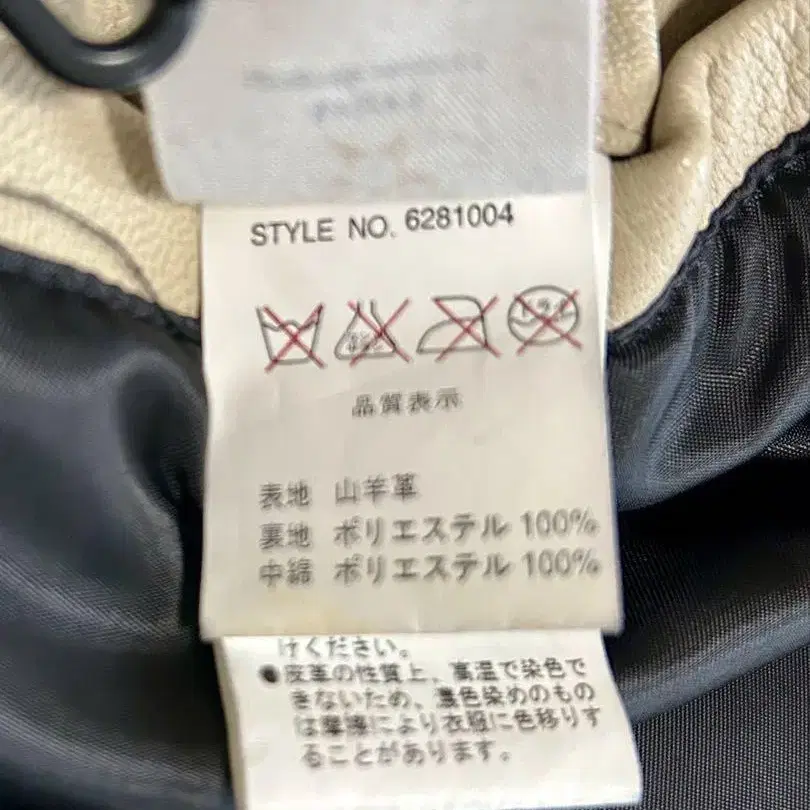 STYLE NO. 6281004
品質表示
表地 山羊革
裏地 ポリエステル 100%
中綿 ポリエステル 100%
けください。
●皮革の性質上、高温で染色で
きないため、濃色染めのもの
は摩擦により衣服に色移りす
ることがあります。